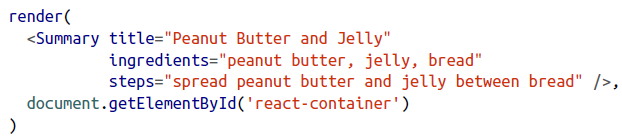 render(
  <Summary title="Peanut Butter and Jelly"
           ingredients="peanut butter, jelly, bread"
           steps="spread peanut butter and jelly between bread" />,
  document.getElementById('react-container')
)